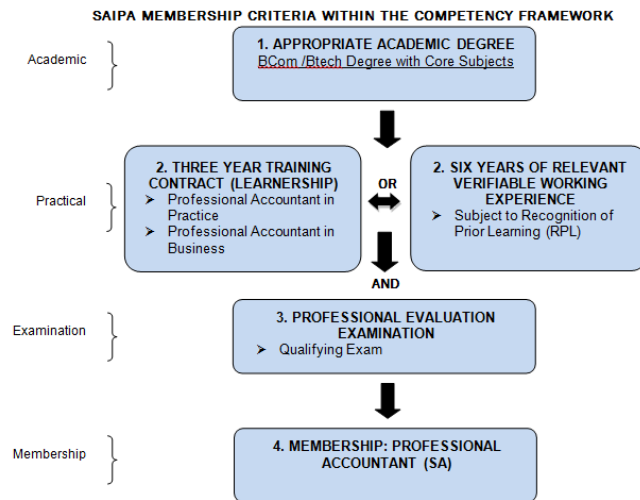 SAIPA MEMBERSHIP CRITERIA WITHIN THE COMPETENCY FRAMEWORK
Academic
1. APPROPRIATE ACADEMIC DEGREE
BCom /Btech Degree with Core Subjects
Practical
2. THREE YEAR TRAINING
CONTRACT (LEARNERSHIP)
➢ Professional Accountant in
Practice
➢ Professional Accountant in
Business
OR
2. SIX YEARS OF RELEVANT
VERIFIABLE WORKING
EXPERIENCE
➢ Subject to Recognition of
Prior Learning (RPL)
AND
Examination
3. PROFESSIONAL EVALUATION
EXAMINATION
➢ Qualifying Exam
Membership
4. MEMBERSHIP: PROFESSIONAL
ACCOUNTANT (SA)